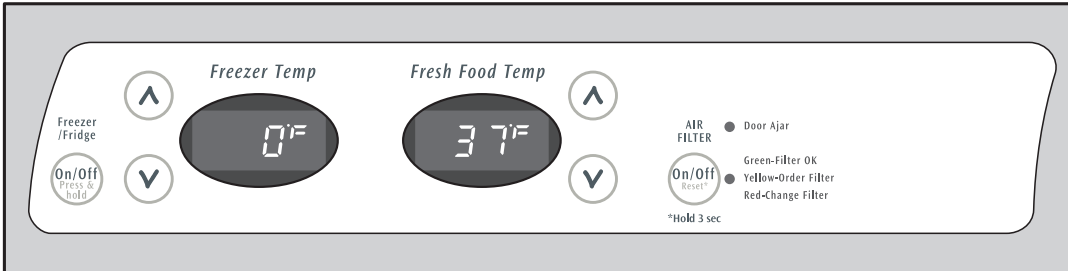 Freezer Temp
Fresh Food Temp
Freezer
/Fridge
On/Off
Press &
hold
0°F
37°F
AIR
FILTER
Door Ajar
On/Off
Reset*
Green-Filter OK
Yellow-Order Filter
Red-Change Filter
*Hold 3 sec